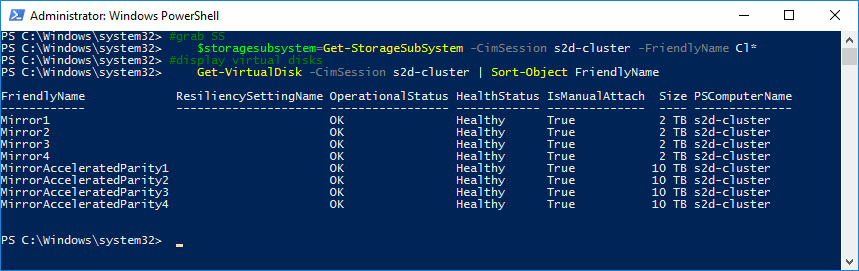 Administrator: Windows PowerShell
PS C:\Windows\system32> #grab SS
PS C:\Windows\system32>     $storagesubsystem=Get-StorageSubSystem -CimSession s2d-cluster -FriendlyName Cl*
PS C:\Windows\system32> #display virtual disks
PS C:\Windows\system32>     Get-VirtualDisk -CimSession s2d-cluster | Sort-Object FriendlyName
FriendlyName             ResiliencySettingName OperationalStatus HealthStatus IsManualAttach  Size PSComputerName
------------             --------------------- ----------------- ------------ --------------  ---- --------------
Mirror1                                        OK                Healthy      True            2 TB s2d-cluster
Mirror2                                        OK                Healthy      True            2 TB s2d-cluster
Mirror3                                        OK                Healthy      True            2 TB s2d-cluster
Mirror4                                        OK                Healthy      True            2 TB s2d-cluster
MirrorAcceleratedParity1                       OK                Healthy      True           10 TB s2d-cluster
MirrorAcceleratedParity2                       OK                Healthy      True           10 TB s2d-cluster
MirrorAcceleratedParity3                       OK                Healthy      True           10 TB s2d-cluster
MirrorAcceleratedParity4                       OK                Healthy      True           10 TB s2d-cluster
PS C:\Windows\system32>